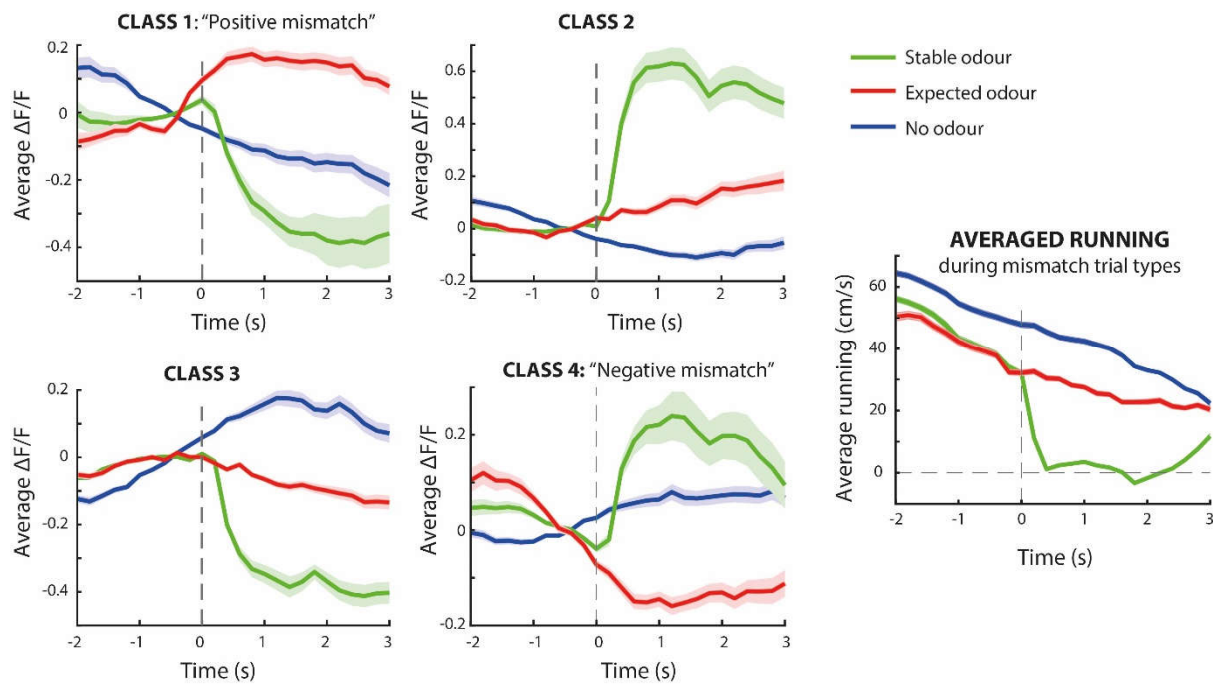 CLASS 1: "Positive mismatch"
0.2
0
-0.2
-0.4
Average ΔF/F
-2 -1 0 1 2 3
Time (s)
CLASS 2
0.6
0.4
0.2
0
-0.2
Average ΔF/F
-2 -1 0 1 2 3
Time (s)
Stable odour
Expected odour
No odour
CLASS 3
0.2
0
-0.2
-0.4
Average ΔF/F
-2 -1 0 1 2 3
Time (s)
CLASS 4: "Negative mismatch"
0.2
0
-0.2
Average ΔF/F
-2 -1 0 1 2 3
Time (s)
AVERAGED RUNNING
during mismatch trial types
60
40
20
0
Average running (cm/s)
-2 -1 0 1 2 3
Time (s)